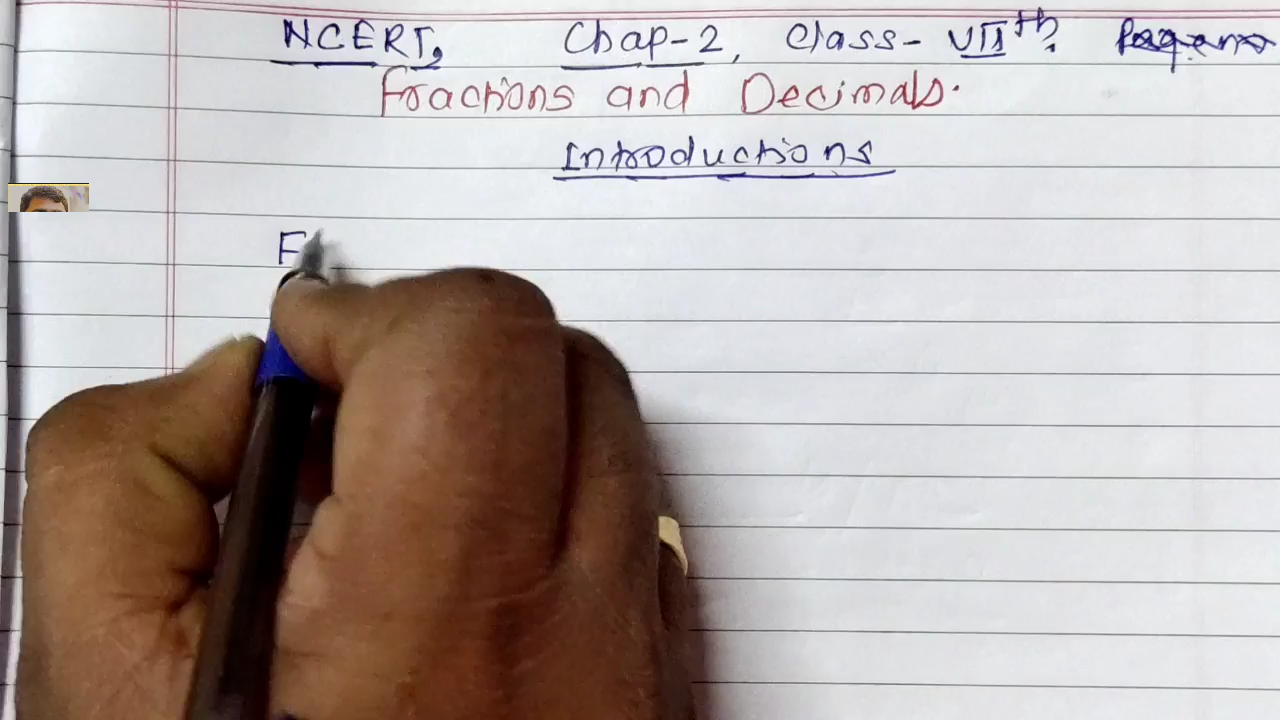 NCERT, Chap-2, Class- VIIth.
Fractions and Decimals.
Introductions
F